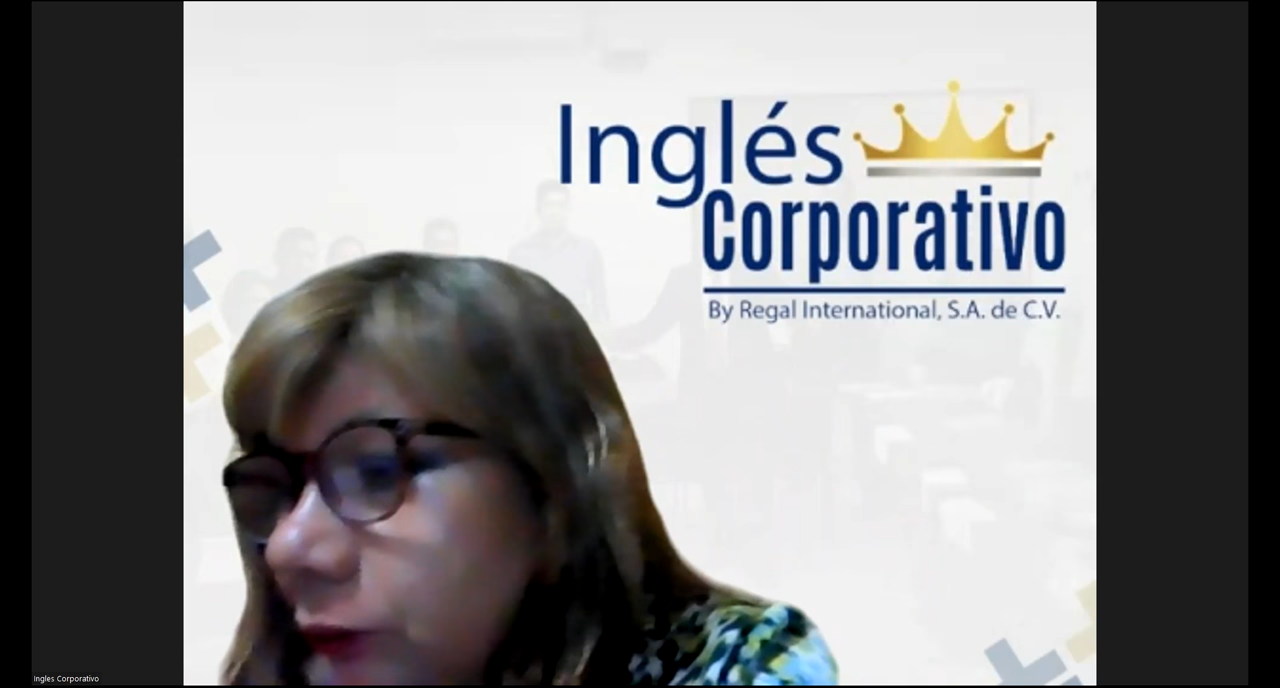 Inglés
Corporativo
By Regal International, S.A. de C.V.
Ingles Corporativo